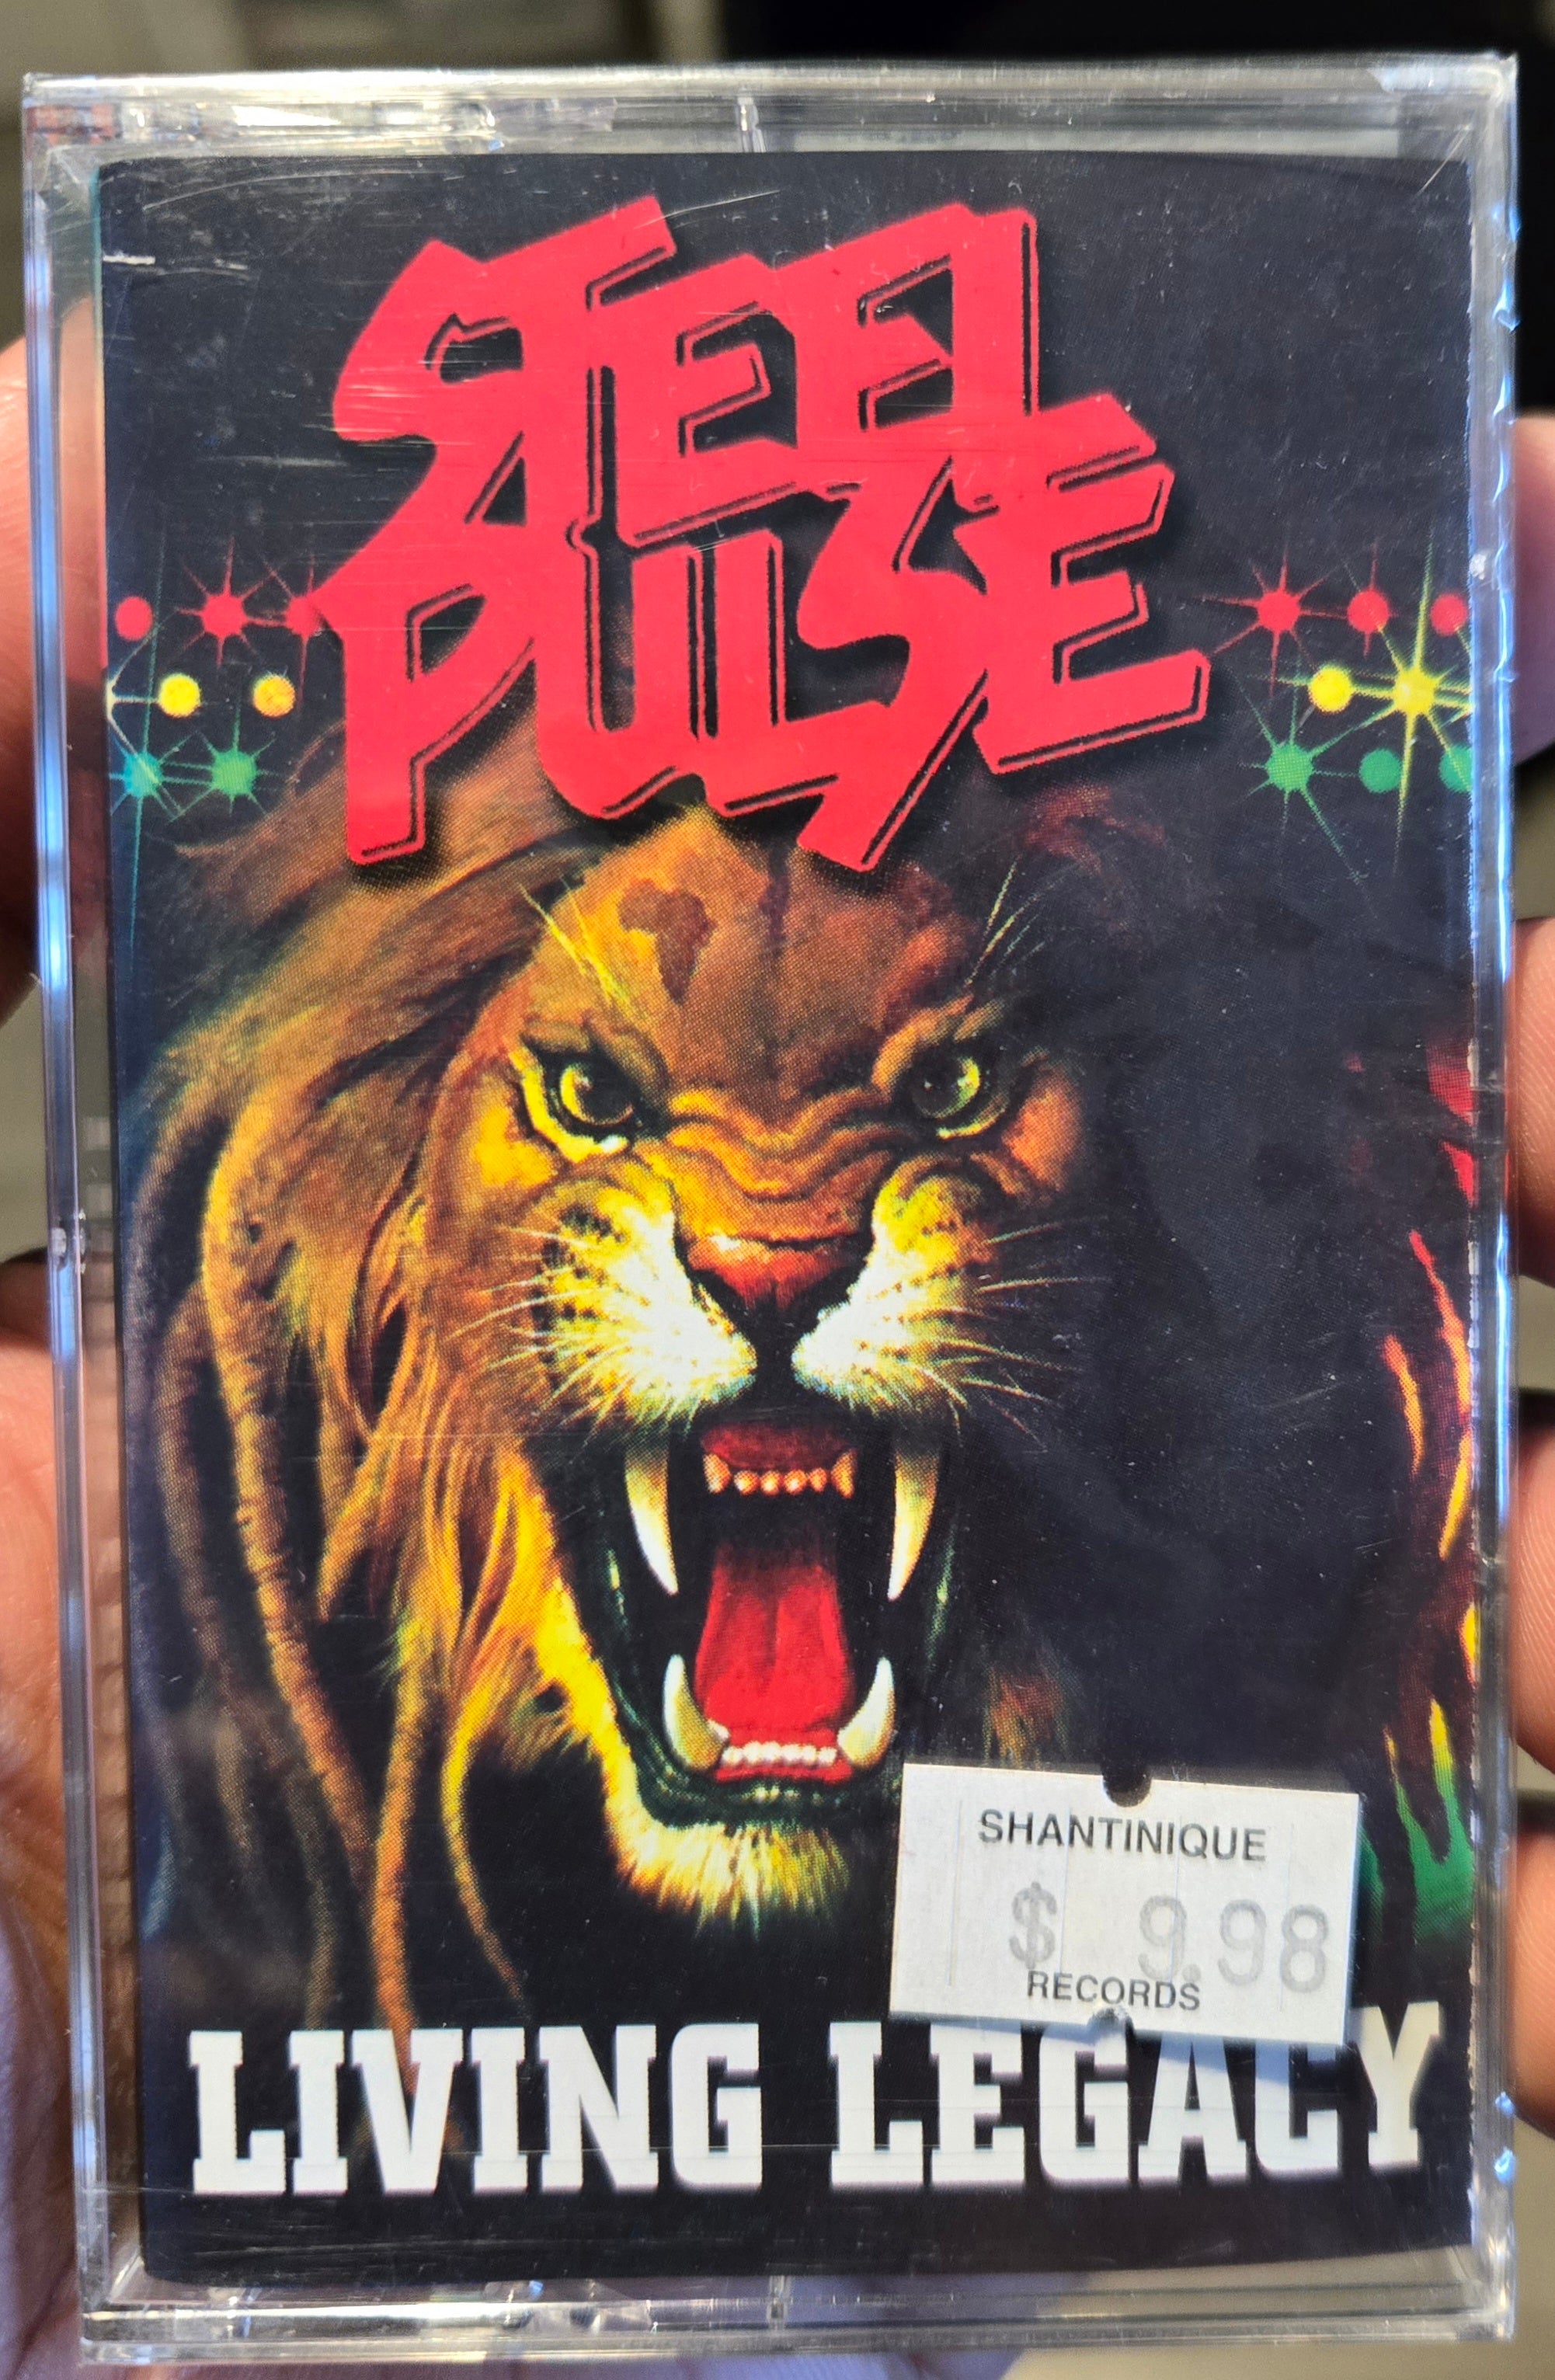 STEEL
PULSE
SHANTINIQUE
$ 9.98
RECORDS
LIVING LEGACY